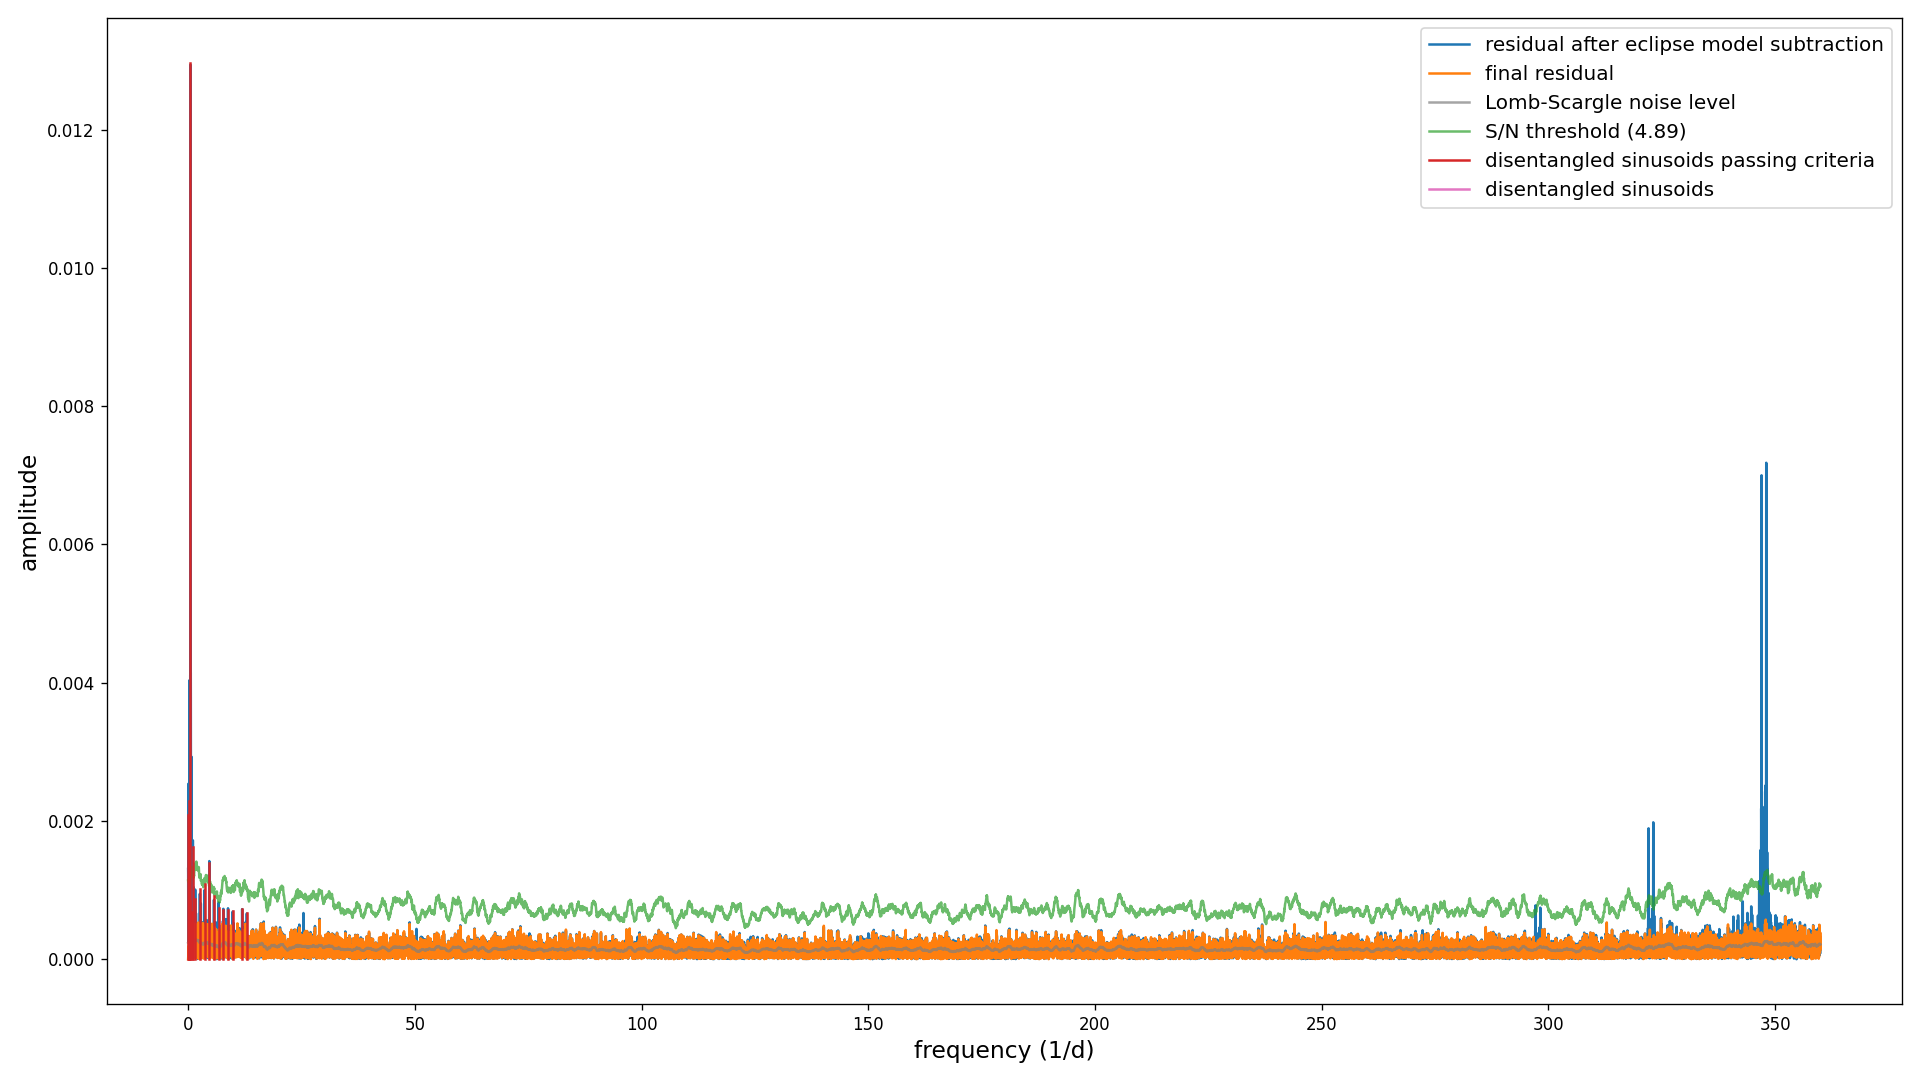 residual after eclipse model subtraction
final residual
Lomb-Scargle noise level
S/N threshold (4.89)
disentangled sinusoids passing criteria
disentangled sinusoids
amplitude
0.012
0.010
0.008
0.006
0.004
0.002
0.000
0 50 100 150 200 250 300 350
frequency (1/d)